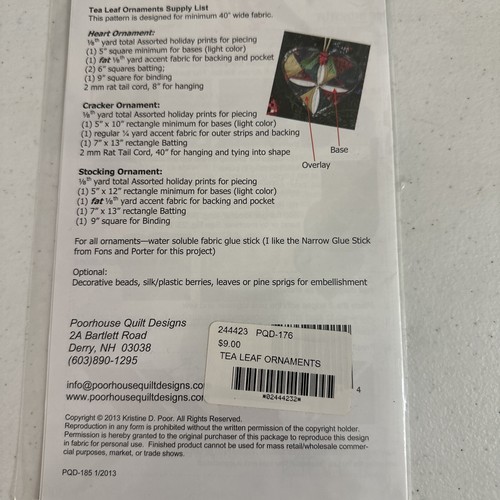 Tea Leaf Ornaments Supply List
This pattern is designed for minimum 40" wide fabric.
Heart Ornament:
⅛th yard total Assorted holiday prints for piecing
(1) 5" square minimum for bases (light color)
(1) fat ⅛th yard accent fabric for backing and pocket
(2) 6" squares batting;
(1) 9" square for binding
2 mm rat tail cord, 8" for hanging
Cracker Ornament:
⅛th yard total Assorted holiday prints for piecing
(1) 5" x 10" rectangle minimum for bases (light color)
(1) regular ¼ yard accent fabric for outer strips and backing
(1) 7" x 13" rectangle Batting
2 mm Rat Tail Cord, 40" for hanging and tying into shape
Base
Overlay
Stocking Ornament:
⅛th yard total Assorted holiday prints for piecing
(1) 5" x 12" rectangle minimum for bases (light color)
(1) fat ⅛th yard accent fabric for backing and pocket
(1) 7" x 13" rectangle Batting
(1) 9" square for Binding
For all ornaments—water soluble fabric glue stick (I like the Narrow Glue Stick
from Fons and Porter for this project)
Optional:
Decorative beads, silk/plastic berries, leaves or pine sprigs for embellishment
Poorhouse Quilt Designs
2A Bartlett Road
Derry, NH 03038
(603)890-1295
info@poorhousequiltdesigns.co
www.poorhousequiltdesigns.cor
244423 PQD-176
$9.00
TEA LEAF ORNAMENTS
*02444232*
4
Copyright © 2013 Kristine D. Poor. All Rights Reserved.
Reproduction in any form is prohibited without the written permission of the copyright holder.
Permission is hereby granted to the original purchaser of this package to reproduce this design
in fabric for personal use. Finished product cannot be used for mass retail/wholesale commer-
cial purposes, market, or trade shows.
PQD-185 1/2013